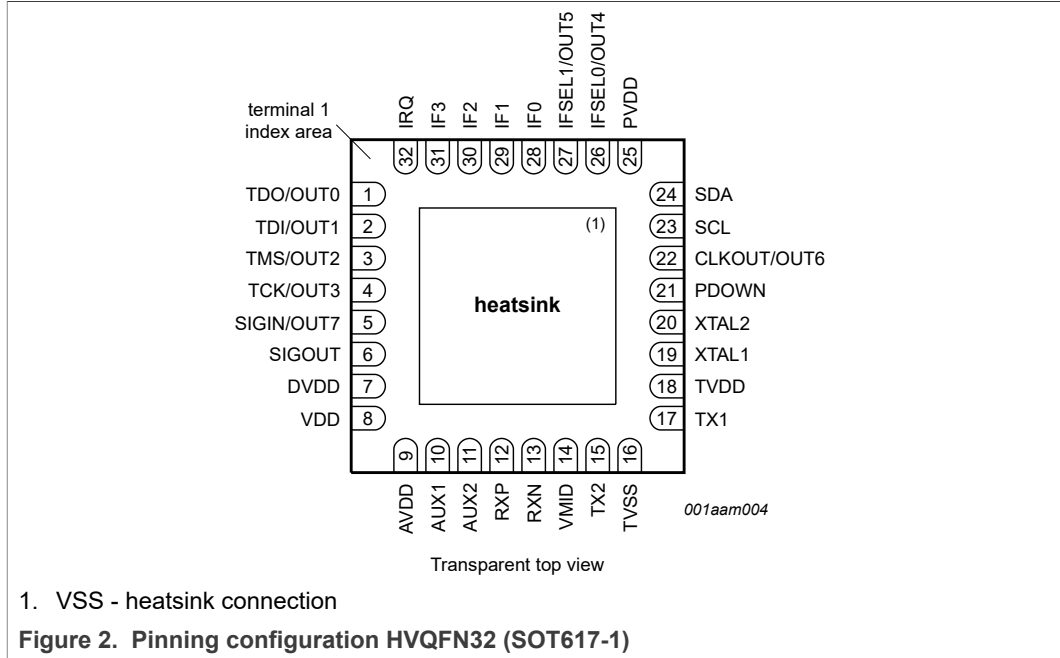 IRQ
IF3
IF2
IF1
IF0
IFSEL1/OUT5
IFSEL0/OUT4
PVDD
terminal 1
index area
32
31
30
29
28
27
26
25
TDO/OUT0 1
TDI/OUT1 2
TMS/OUT2 3
TCK/OUT3 4
SIGIN/OUT7 5
SIGOUT 6
DVDD 7
VDD 8
(1)
heatsink
24 SDA
23 SCL
22 CLKOUT/OUT6
21 PDOWN
20 XTAL2
19 XTAL1
18 TVDD
17 TX1
9
10
11
12
13
14
15
16
AVDD
AUX1
AUX2
RXP
RXN
VMID
TX2
TVSS
001aam004
Transparent top view
1. VSS - heatsink connection
Figure 2. Pinning configuration HVQFN32 (SOT617-1)